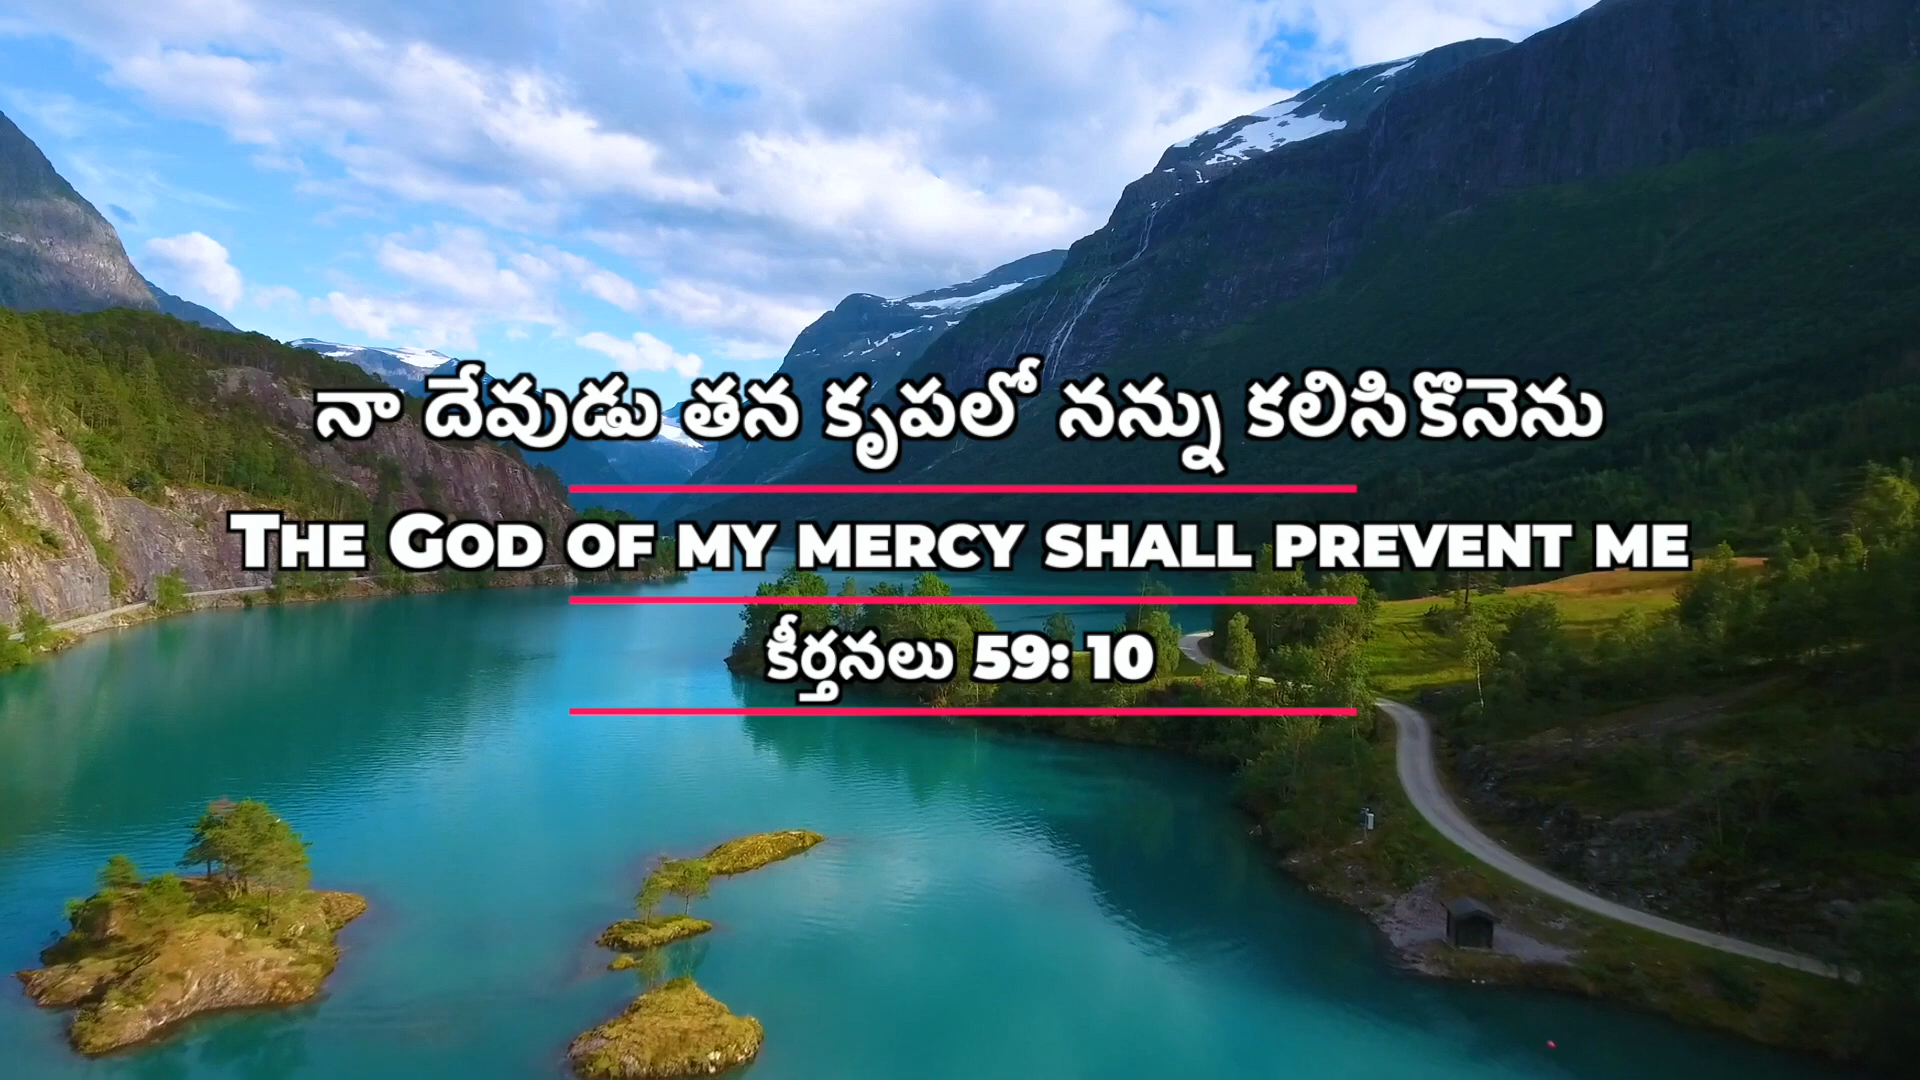 నా దేవుడు తన కృపలో నన్ను కలిసికొనెను
The God of my mercy shall prevent me
కీర్తనలు 59: 10